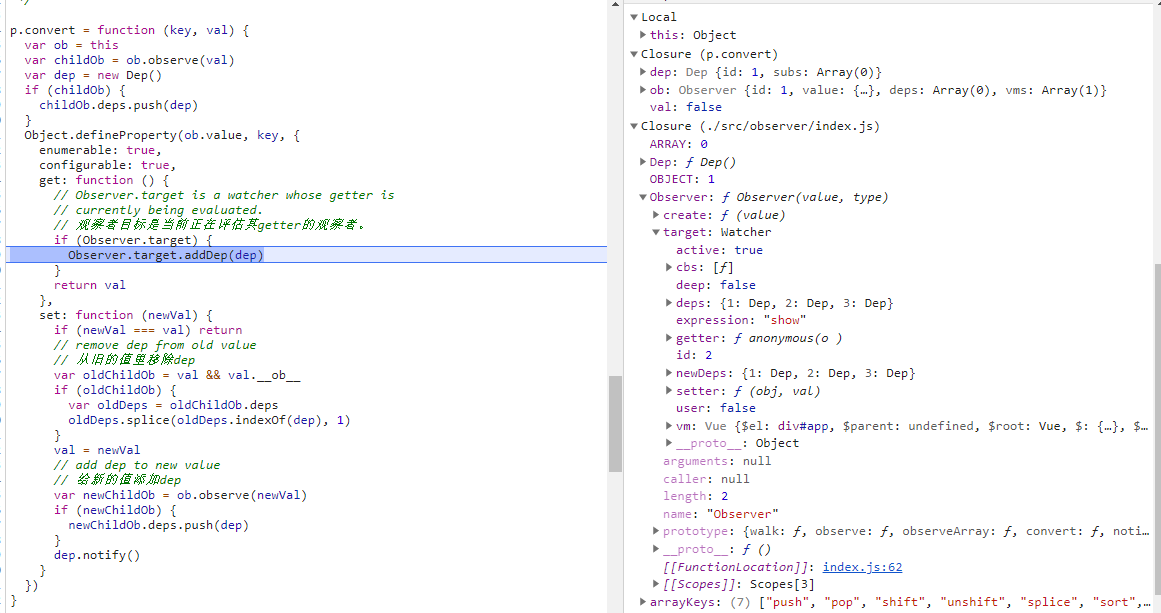 */
p.convert = function (key, val) {
  var ob = this
  var childOb = ob.observe(val)
  var dep = new Dep()
  if (childOb) {
    childOb.deps.push(dep)
  }
  Object.defineProperty(ob.value, key, {
    enumerable: true,
    configurable: true,
    get: function () {
      // Observer.target is a watcher whose getter is
      // currently being evaluated.
      // 观察者目标是当前正在评估其getter的观察者。
      if (Observer.target) {
        Observer.target.addDep(dep)
      }
      return val
    },
    set: function (newVal) {
      if (newVal === val) return
      // remove dep from old value
      // 从旧的值里移除dep
      var oldChildOb = val && val.__ob__
      if (oldChildOb) {
        var oldDeps = oldChildOb.deps
        oldDeps.splice(oldDeps.indexOf(dep), 1)
      }
      val = newVal
      // add dep to new value
      // 给新的值添加dep
      var newChildOb = ob.observe(newVal)
      if (newChildOb) {
        newChildOb.deps.push(dep)
      }
      dep.notify()
    }
  })
}
Local
this: Object
Closure (p.convert)
dep: Dep {id: 1, subs: Array(0)}
ob: Observer {id: 1, value: {…}, deps: Array(0), vms: Array(1)}
val: false
Closure (./src/observer/index.js)
ARRAY: 0
Dep: ƒ Dep()
OBJECT: 1
Observer: ƒ Observer(value, type)
create: ƒ (value)
target: Watcher
active: true
cbs: [ƒ]
deep: false
deps: {1: Dep, 2: Dep, 3: Dep}
expression: "show"
getter: ƒ anonymous(o )
id: 2
newDeps: {1: Dep, 2: Dep, 3: Dep}
setter: ƒ (obj, val)
user: false
vm: Vue {$el: div#app, $parent: undefined, $root: Vue, $: {…}, $…
__proto__: Object
arguments: null
caller: null
length: 2
name: "Observer"
prototype: {walk: ƒ, observe: ƒ, observeArray: ƒ, convert: ƒ, noti…
__proto__: ƒ ()
[[FunctionLocation]]: index.js:62
[[Scopes]]: Scopes[3]
arrayKeys: (7) ["push", "pop", "shift", "unshift", "splice", "sort",…